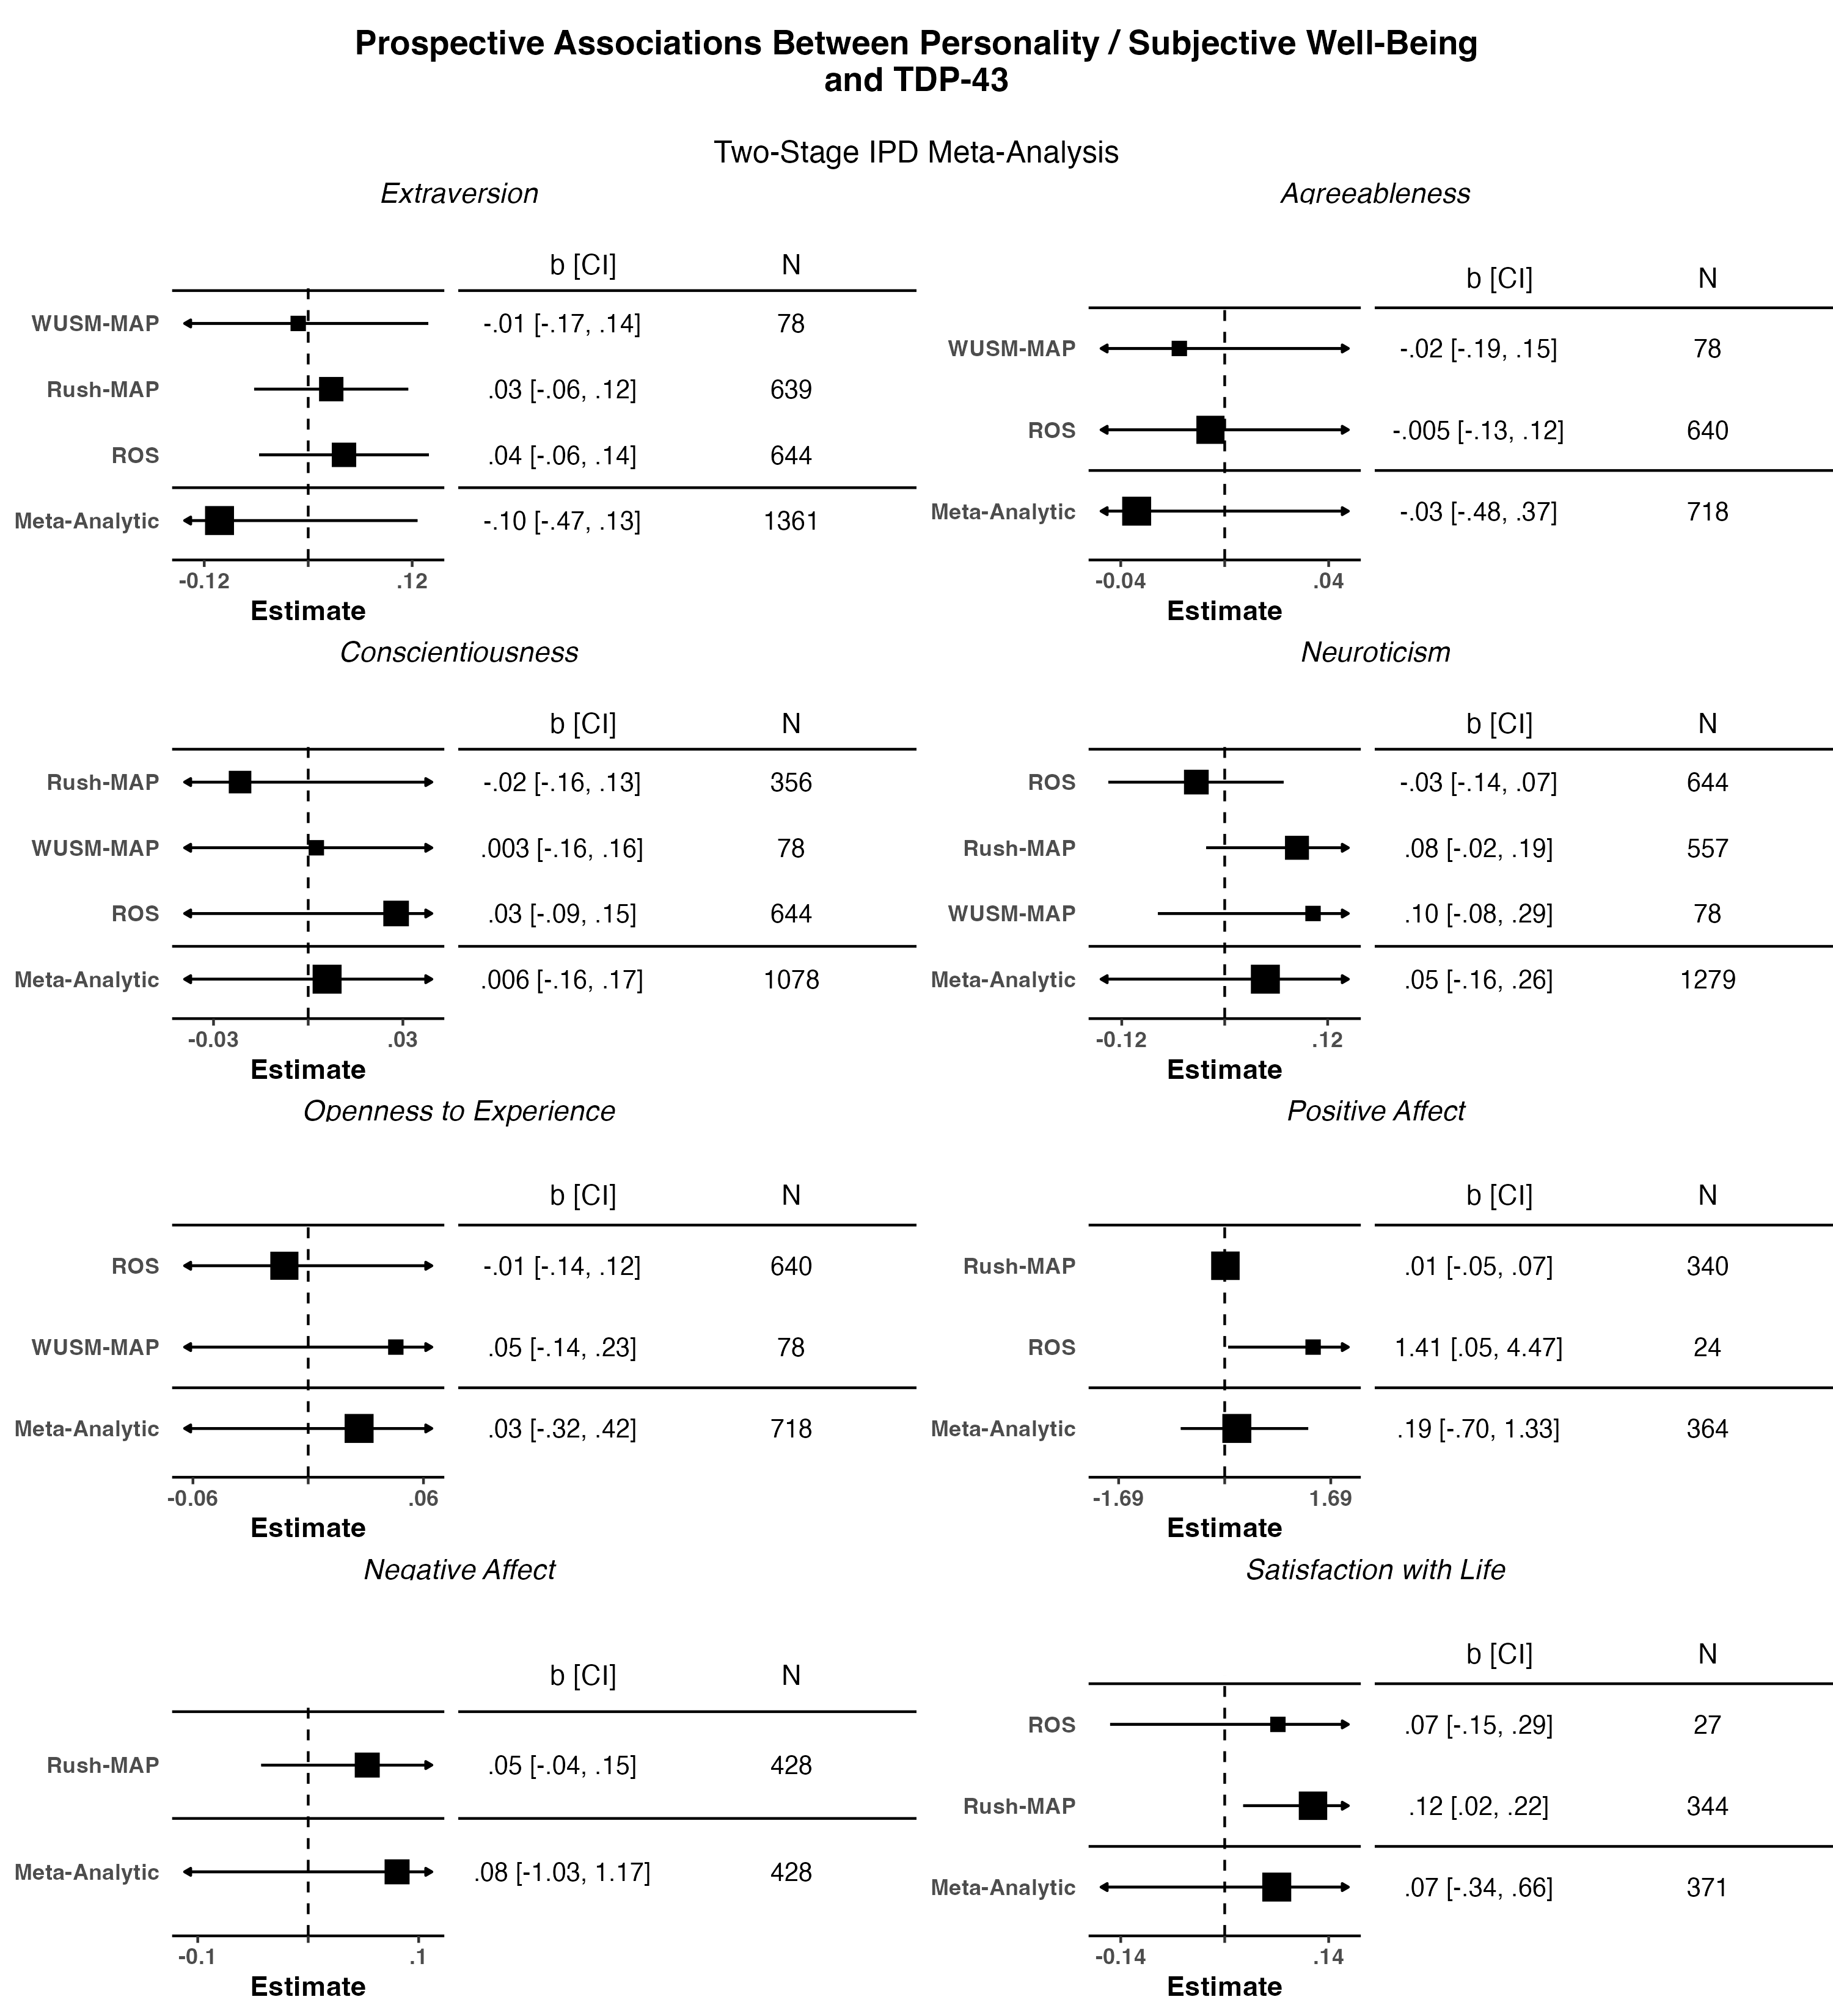 Prospective Associations Between Personality / Subjective Well-Being
and TDP-43
Two-Stage IPD Meta-Analysis
Extraversion
b [CI] N
WUSM-MAP -.01 [-.17, .14] 78
Rush-MAP .03 [-.06, .12] 639
ROS .04 [-.06, .14] 644
Meta-Analytic -.10 [-.47, .13] 1361
-0.12 .12
Estimate
Agreeableness
b [CI] N
WUSM-MAP -.02 [-.19, .15] 78
ROS -.005 [-.13, .12] 640
Meta-Analytic -.03 [-.48, .37] 718
-0.04 .04
Estimate
Conscientiousness
b [CI] N
Rush-MAP -.02 [-.16, .13] 356
WUSM-MAP .003 [-.16, .16] 78
ROS .03 [-.09, .15] 644
Meta-Analytic .006 [-.16, .17] 1078
-0.03 .03
Estimate
Neuroticism
b [CI] N
ROS -.03 [-.14, .07] 644
Rush-MAP .08 [-.02, .19] 557
WUSM-MAP .10 [-.08, .29] 78
Meta-Analytic .05 [-.16, .26] 1279
-0.12 .12
Estimate
Openness to Experience
b [CI] N
ROS -.01 [-.14, .12] 640
WUSM-MAP .05 [-.14, .23] 78
Meta-Analytic .03 [-.32, .42] 718
-0.06 .06
Estimate
Positive Affect
b [CI] N
Rush-MAP .01 [-.05, .07] 340
ROS 1.41 [.05, 4.47] 24
Meta-Analytic .19 [-.70, 1.33] 364
-1.69 1.69
Estimate
Negative Affect
b [CI] N
Rush-MAP .05 [-.04, .15] 428
Meta-Analytic .08 [-1.03, 1.17] 428
-0.1 .1
Estimate
Satisfaction with Life
b [CI] N
ROS .07 [-.15, .29] 27
Rush-MAP .12 [.02, .22] 344
Meta-Analytic .07 [-.34, .66] 371
-0.14 .14
Estimate